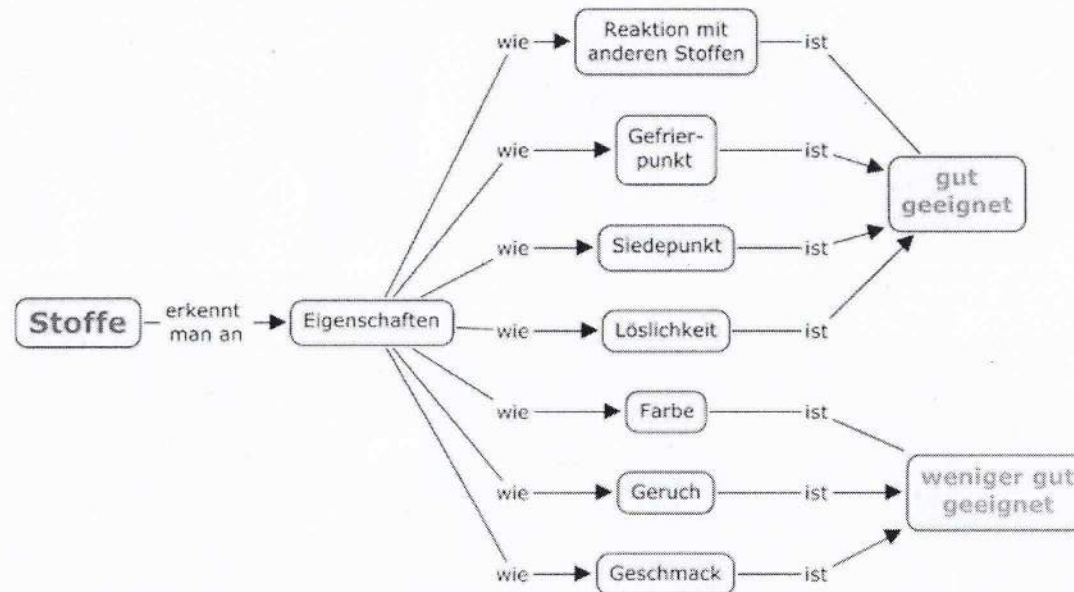 Stoffe
erkennt
man an
Eigenschaften
wie
Reaktion mit
anderen Stoffen
ist
wie
Gefrier-
punkt
ist
gut
geeignet
wie
Siedepunkt
ist
wie
Löslichkeit
ist
wie
Farbe
ist
wie
Geruch
ist
weniger gut
geeignet
wie
Geschmack
ist